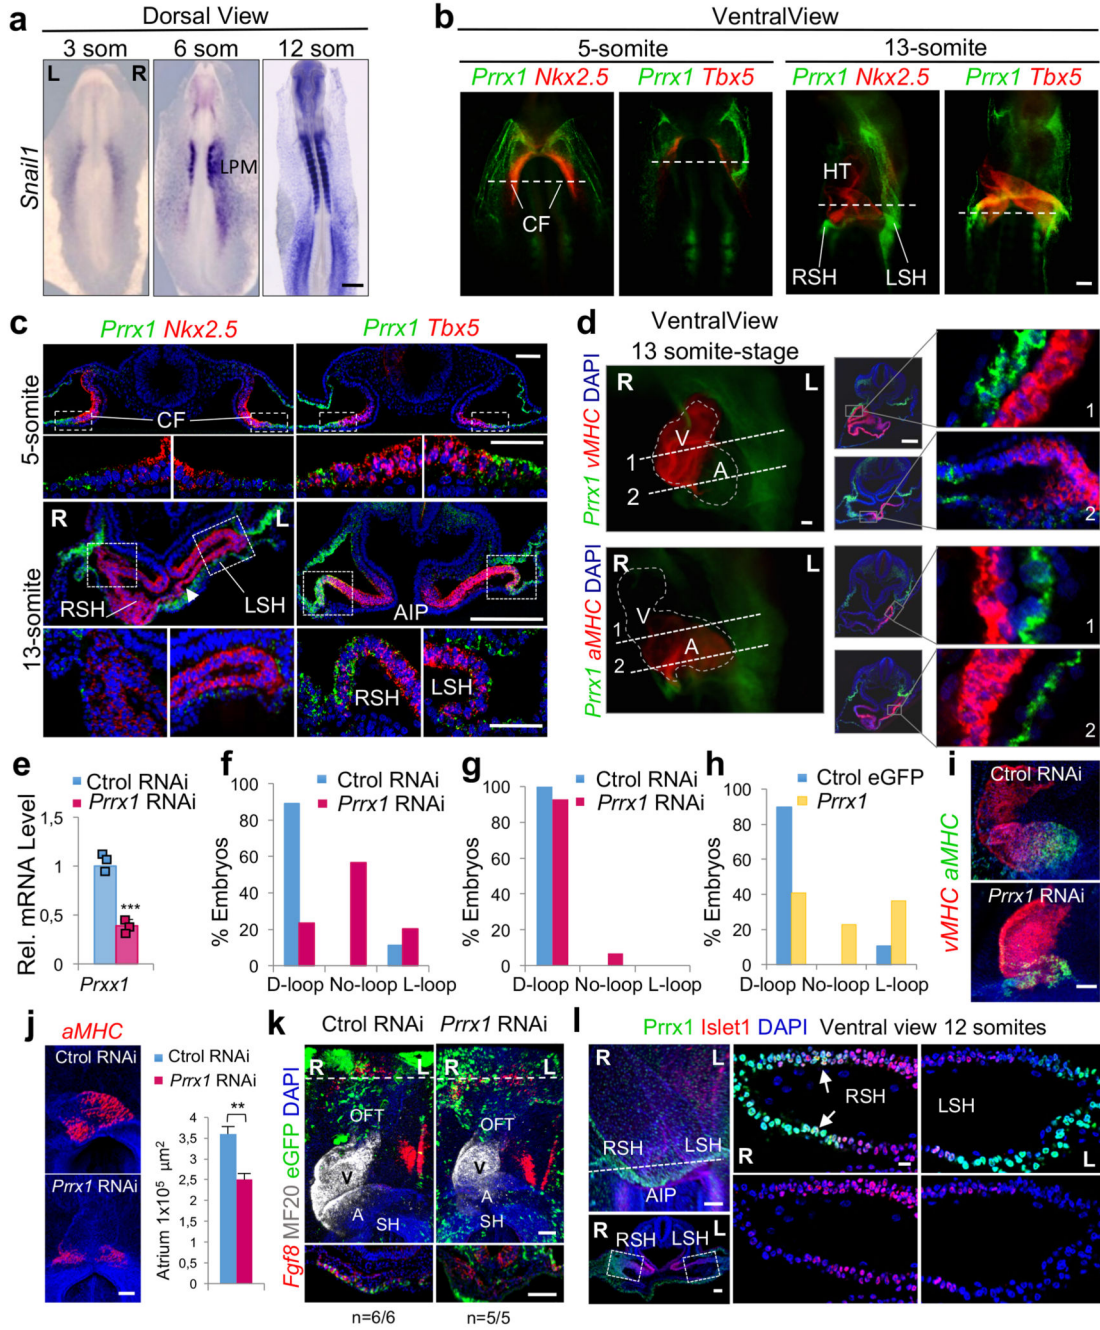 a
Dorsal View
3 som 6 som 12 som
L R
LPM
Snail1
b
VentralView
5-somite 13-somite
Prrx1 Nkx2.5 Prrx1 Tbx5 Prrx1 Nkx2.5 Prrx1 Tbx5
CF
HT
RSH LSH
c
Prrx1 Nkx2.5 Prrx1 Tbx5
5-somite
CF
13-somite
R L
RSH LSH AIP
RSH LSH
d
VentralView
13 somite-stage
Prrx1 vMHC DAPI
R L
V
1 A
2
1
2
Prrx1 aMHC DAPI
R L
V
1
2 A
1
2
e
Ctrol RNAi
Prrx1 RNAi
Rel. mRNA Level
1,5
1
0,5
0
***
Prxx1
f
Ctrol RNAi
Prrx1 RNAi
% Embryos
100
80
60
40
20
0
D-loop No-loop L-loop
g
Ctrol RNAi
Prrx1 RNAi
% Embryos
100
80
60
40
20
0
D-loop No-loop L-loop
h
Ctrol eGFP
Prrx1
% Embryos
100
80
60
40
20
0
D-loop No-loop L-loop
i
vMHC aMHC
Ctrol RNAi
Prrx1 RNAi
j
aMHC
Ctrol RNAi
Prrx1 RNAi
Ctrol RNAi
Prrx1 RNAi
**
Atrium 1x10⁵ µm²
4
3,5
3
2,5
2
1,5
1
0,5
0
k
Ctrol RNAi Prrx1 RNAi
Fgf8 MF20 eGFP DAPI
R L R L
OFT OFT
V V
A A
SH SH
n=6/6 n=5/5
l
Prrx1 Islet1 DAPI Ventral view 12 somites
R L
RSH LSH
AIP
R L
RSH LSH
RSH
R
LSH
L